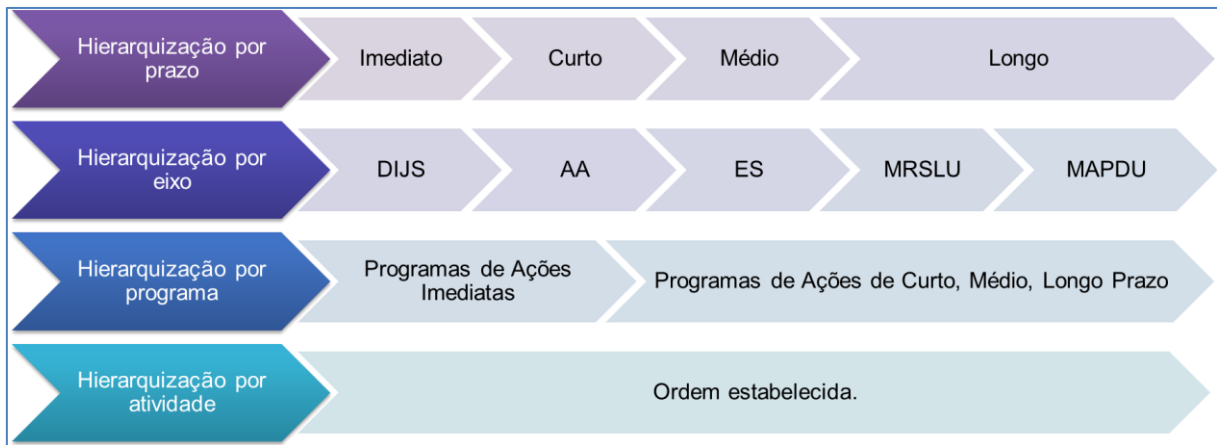 Hierarquização por
prazo
Imediato
Curto
Médio
Longo
Hierarquização por
eixo
DIJS
AA
ES
MRSLU
MAPDU
Hierarquização por
programa
Programas de Ações
Imediatas
Programas de Ações de Curto, Médio, Longo Prazo
Hierarquização por
atividade
Ordem estabelecida.